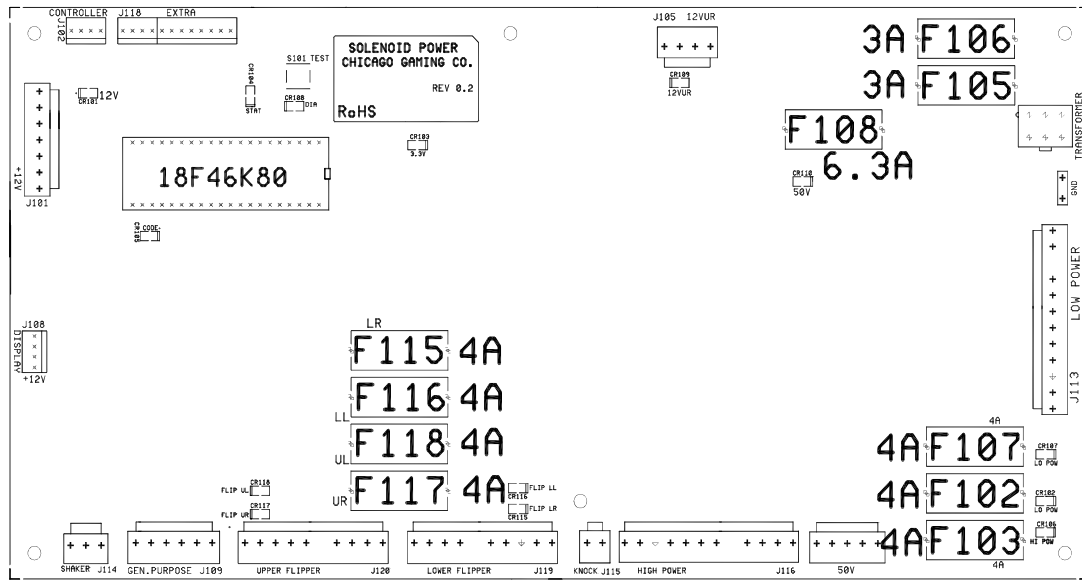 CONTROLLER
J102
J118
EXTRA
CR101
12V
CR104
STAT
S101 TEST
CR108
DIA
SOLENOID POWER
CHICAGO GAMING CO.
REV 0.2
RoHS
CR103
3.3V
J105 12VUR
CR109
12VUR
3A F106
3A F105
F108
6.3A
CR110
50V
TRANSFORMER
GND
+12V
J101
18F46K80
CR105
CODE
LOW POWER
J113
J108
DISPLAY
+12V
LR
F115 4A
F116 4A
LL
F118 4A
UL
F117 4A
UR
4A
4A F107
CR107
LO POW
4A F102
CR102
LO POW
4A F103
CR106
HI POW
4A
CR118
FLIP UL
CR117
FLIP UR
FLIP LL
CR116
FLIP LR
CR115
SHAKER J114
GEN.PURPOSE J109
UPPER FLIPPER J120
LOWER FLIPPER J119
KNOCK J115
HIGH POWER J116
50V